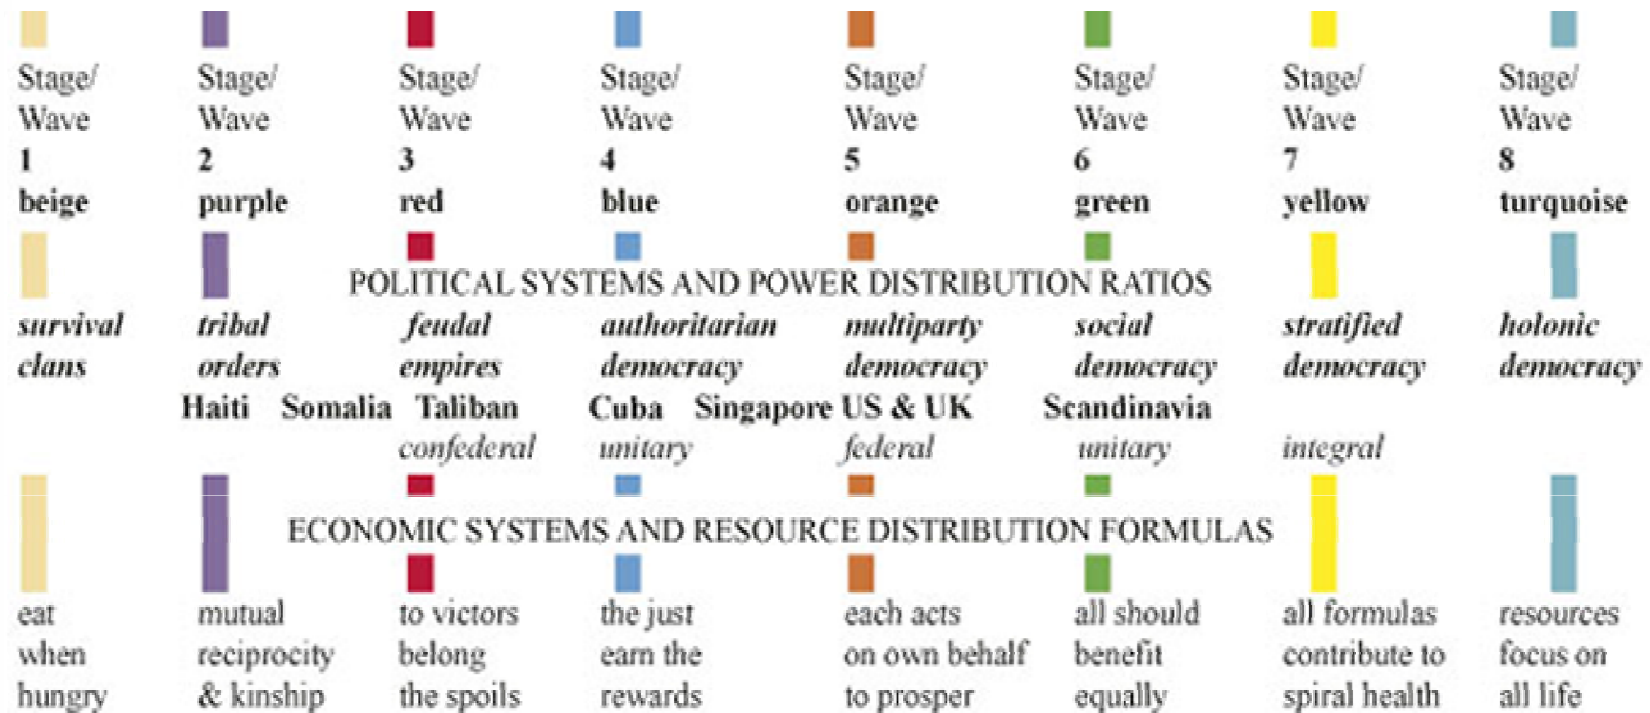 Stage/ Stage/ Stage/ Stage/ Stage/ Stage/ Stage/ Stage/
Wave Wave Wave Wave Wave Wave Wave Wave
1 2 3 4 5 6 7 8
beige purple red blue orange green yellow turquoise
POLITICAL SYSTEMS AND POWER DISTRIBUTION RATIOS
survival tribal feudal authoritarian multiparty social stratified holonic
clans orders empires democracy democracy democracy democracy democracy
Haiti Somalia Taliban Cuba Singapore US & UK Scandinavia
confederal unitary federal unitary integral
ECONOMIC SYSTEMS AND RESOURCE DISTRIBUTION FORMULAS
eat mutual to victors the just each acts all should all formulas resources
when reciprocity belong earn the on own behalf benefit contribute to focus on
hungry & kinship the spoils rewards to prosper equally spiral health all life